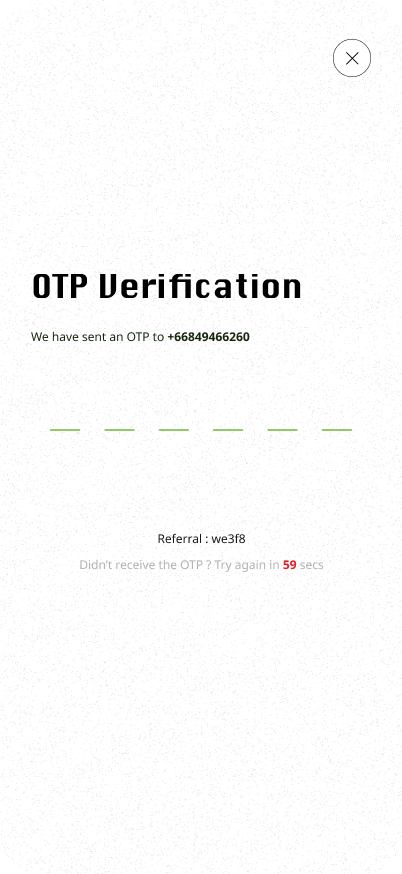 OTP Verification
We have sent an OTP to +66849466260
Referral : we3f8
Didn't receive the OTP ? Try again in 59 secs